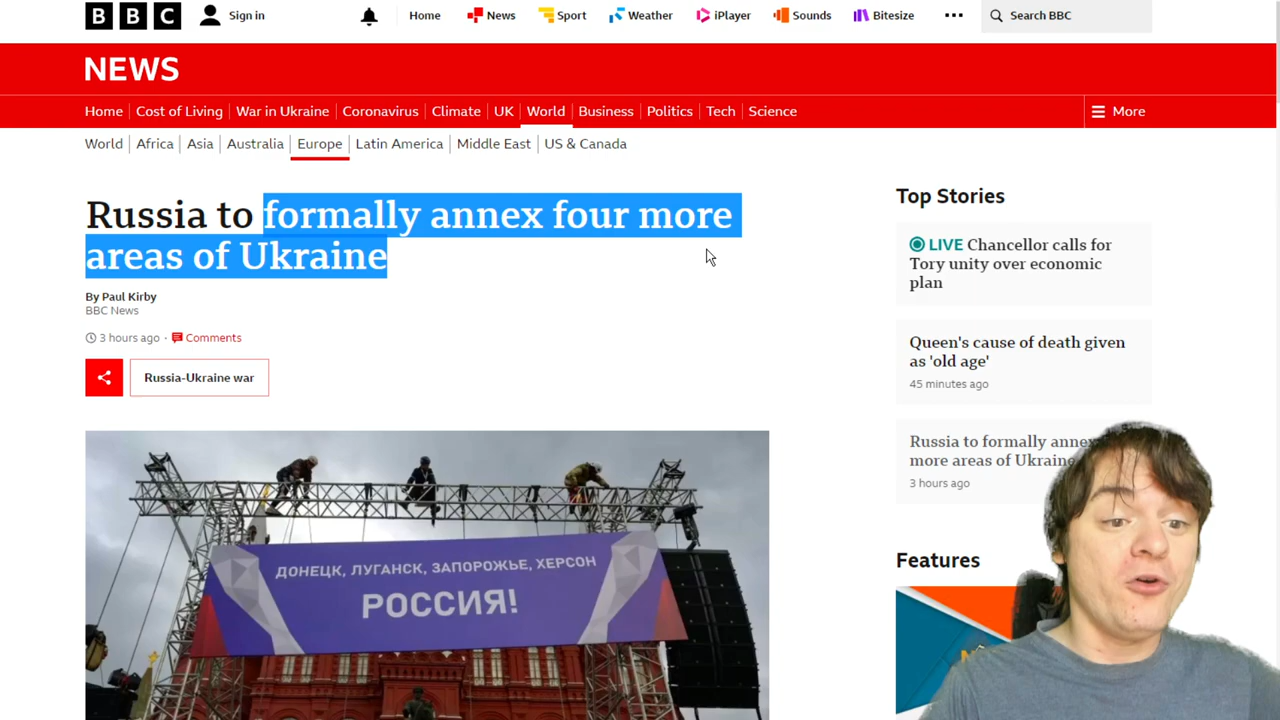 BBC Sign in Home News Sport Weather iPlayer Sounds Bitesize Search BBC
NEWS
Home Cost of Living War in Ukraine Coronavirus Climate UK World Business Politics Tech Science More
World Africa Asia Australia Europe Latin America Middle East US & Canada
Russia to formally annex four more
areas of Ukraine
By Paul Kirby
BBC News
3 hours ago · Comments
Russia-Ukraine war
ДОНЕЦК, ЛУГАНСК, ЗАПОРОЖЬЕ, ХЕРСОН
РОССИЯ!
Top Stories
LIVE Chancellor calls for
Tory unity over economic
plan
Queen's cause of death given
as 'old age'
45 minutes ago
Russia to formally annex
more areas of Ukraine
3 hours ago
Features